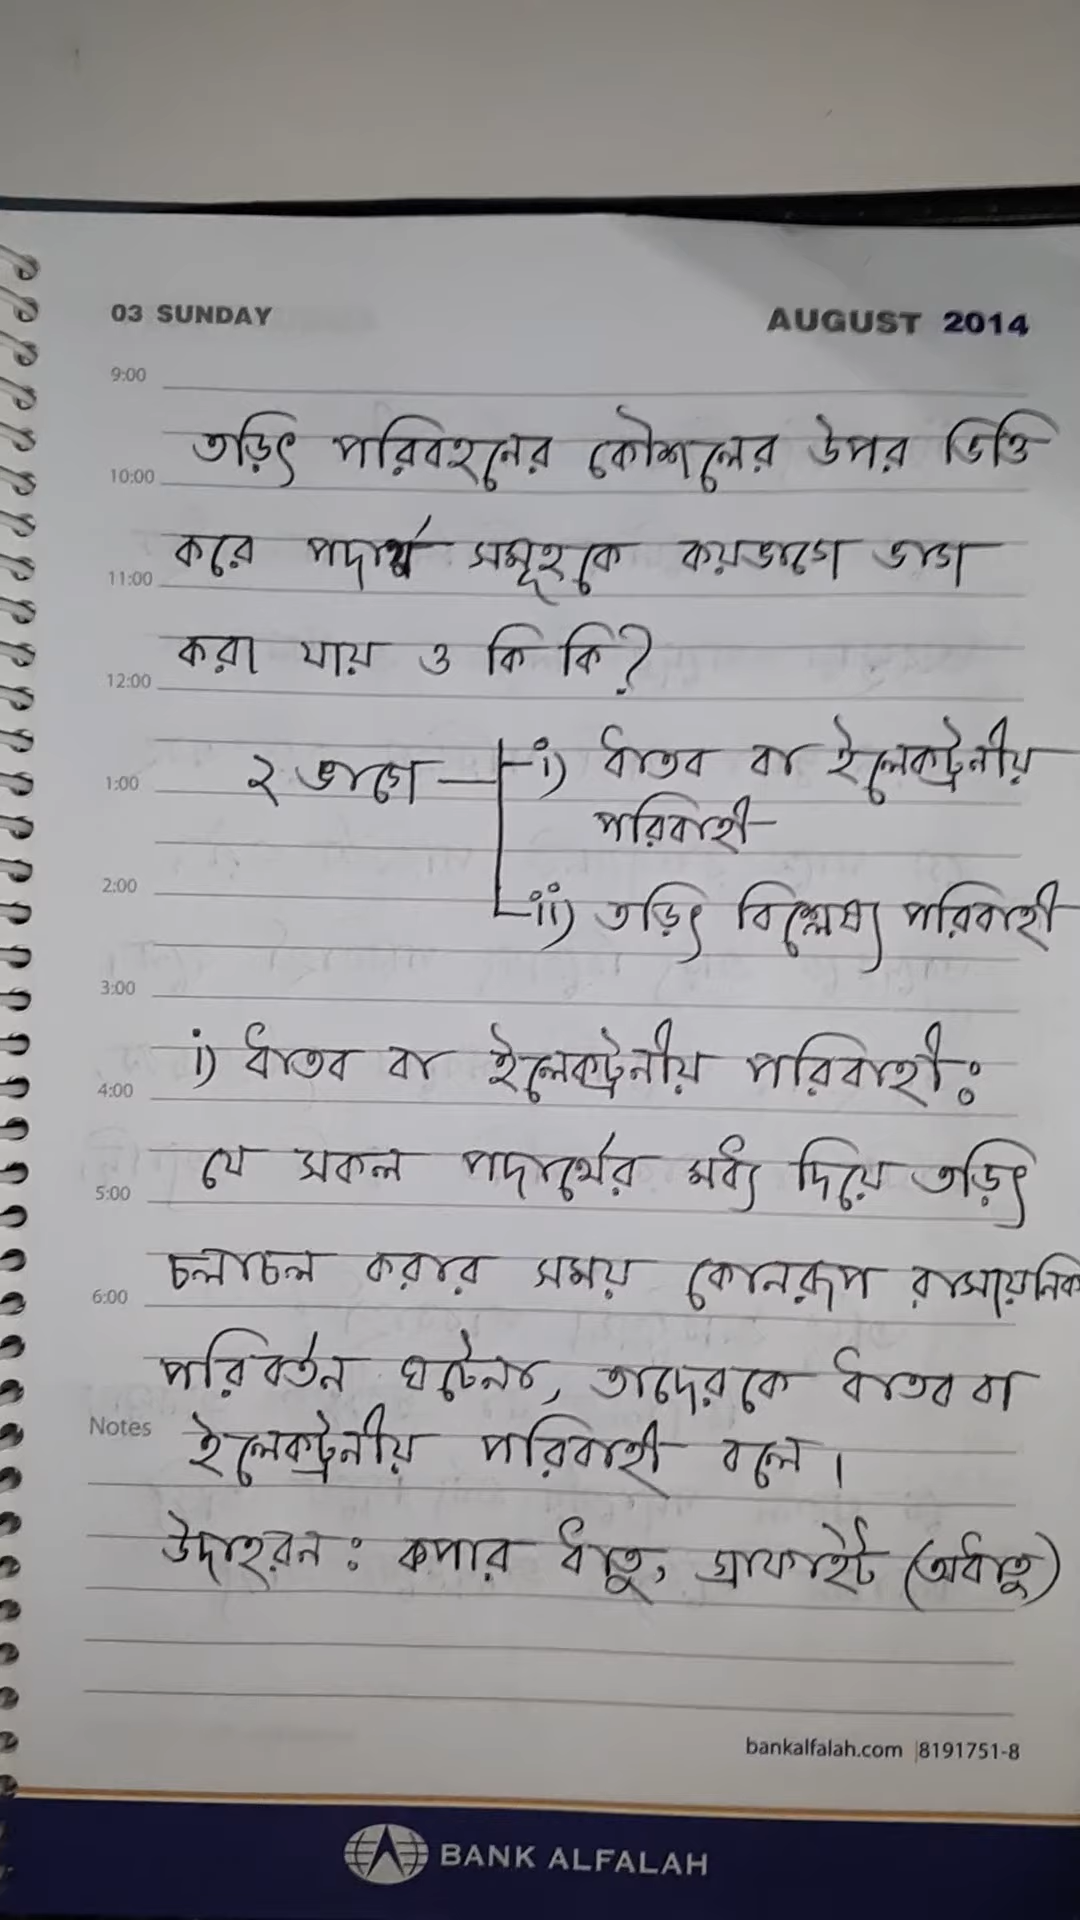 03 SUNDAY AUGUST 2014
9:00
তড়িৎ পরিবহনের কৌশলের উপর ভিত্তি
10:00
করে পদার্থ সমূহকে কয়ভাগে ভাগ
11:00
করা যায় ও কি কি?
12:00
২ ভাগে i) ধাতব বা ইলেকট্রনীয়
1:00
পরিবাহী
2:00
ii) তড়িৎ বিশ্লেষ্য পরিবাহী
3:00
i) ধাতব বা ইলেকট্রনীয় পরিবাহী:
4:00
যে সকল পদার্থের মধ্য দিয়ে তড়িৎ
5:00
চলাচল করার সময় কোনরূপ রাসায়েনিক
6:00
পরিবর্তন ঘটেনা, তাদেরকে ধাতব বা
Notes ইলেকট্রনীয় পরিবাহী বলে।
উদাহরন: কপার ধাতু, গ্রাফাইট (অধাতু)
bankalfalah.com |8191751-8
BANK ALFALAH